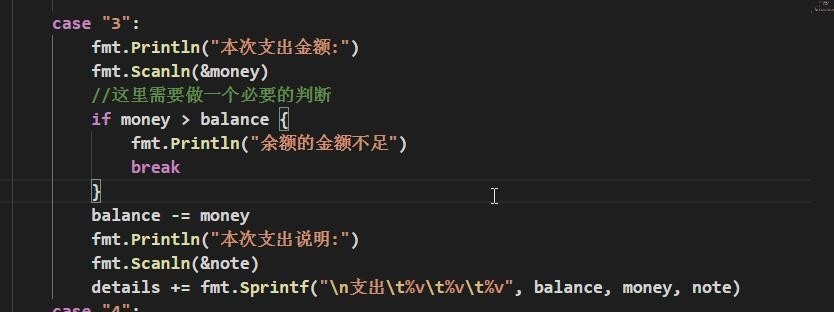 case "3":
fmt.Println("本次支出金额:")
fmt.Scanln(&money)
//这里需要做一个必要的判断
if money > balance {
fmt.Println("余额的金额不足")
break
}
balance -= money
fmt.Println("本次支出说明:")
fmt.Scanln(&note)
details += fmt.Sprintf("\n支出\t%v\t%v\t%v", balance, money, note)
case "4":